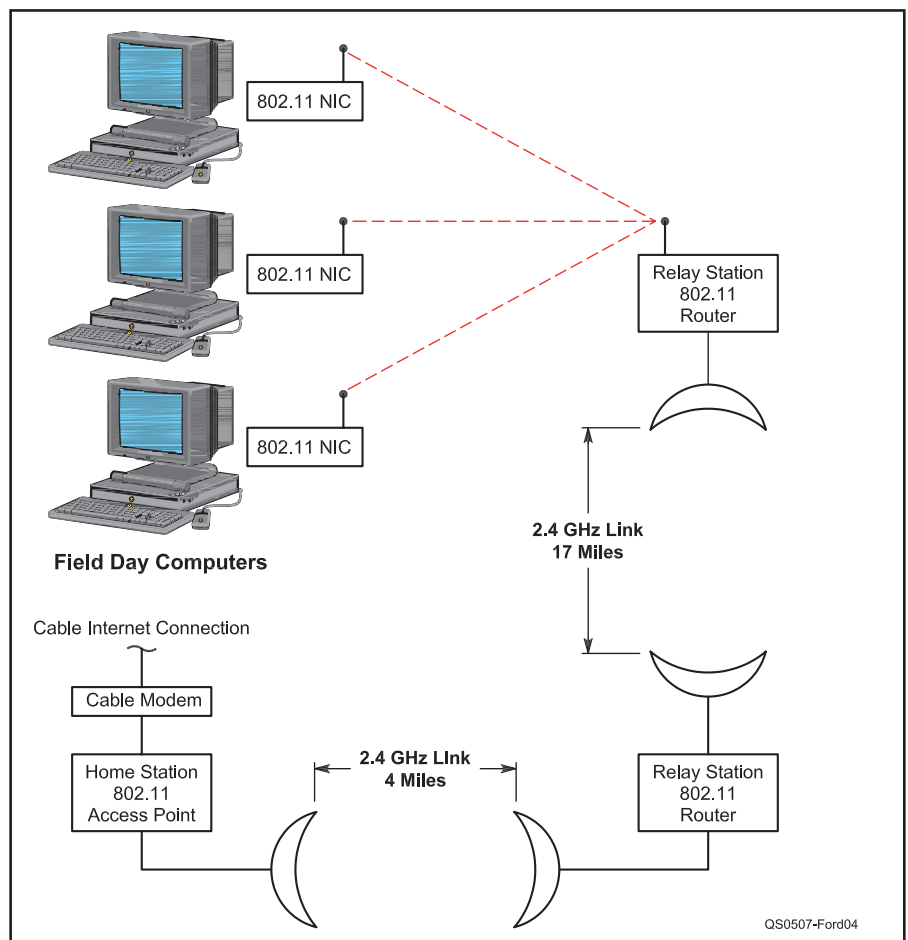 802.11 NIC
802.11 NIC
Relay Station
802.11
Router
802.11 NIC
2.4 GHz Link
17 Miles
Field Day Computers
Cable Internet Connection
Cable Modem
Home Station
802.11
Access Point
2.4 GHz LInk
4 Miles
Relay Station
802.11
Router
QS0507-Ford04